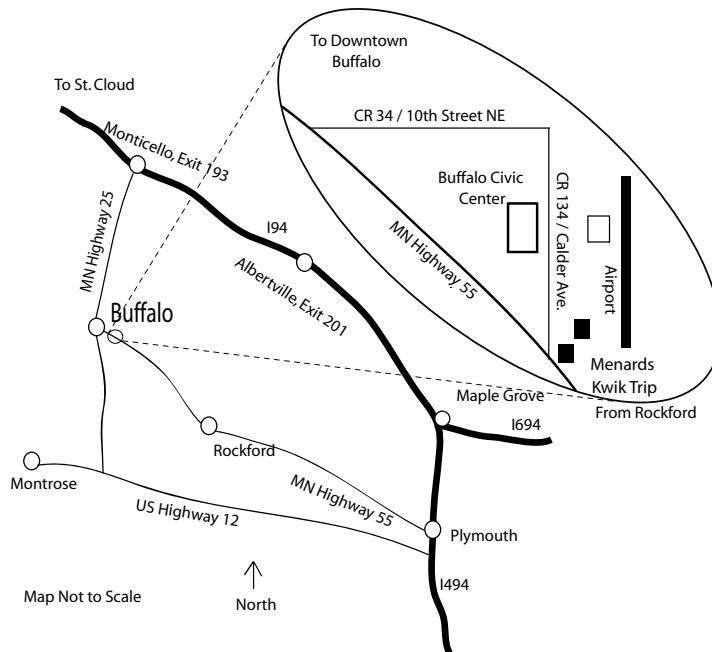 To Downtown
Buffalo
To St. Cloud
CR 34 / 10th Street NE
Monticello, Exit 193
Buffalo Civic
Center
CR 134 / Calder Ave.
MN Highway 25
I94
MN Highway 55
Airport
Albertville, Exit 201
Buffalo
Menards
Kwik Trip
From Rockford
Maple Grove
I694
Rockford
Montrose
MN Highway 55
US Highway 12
Plymouth
I494
Map Not to Scale
North